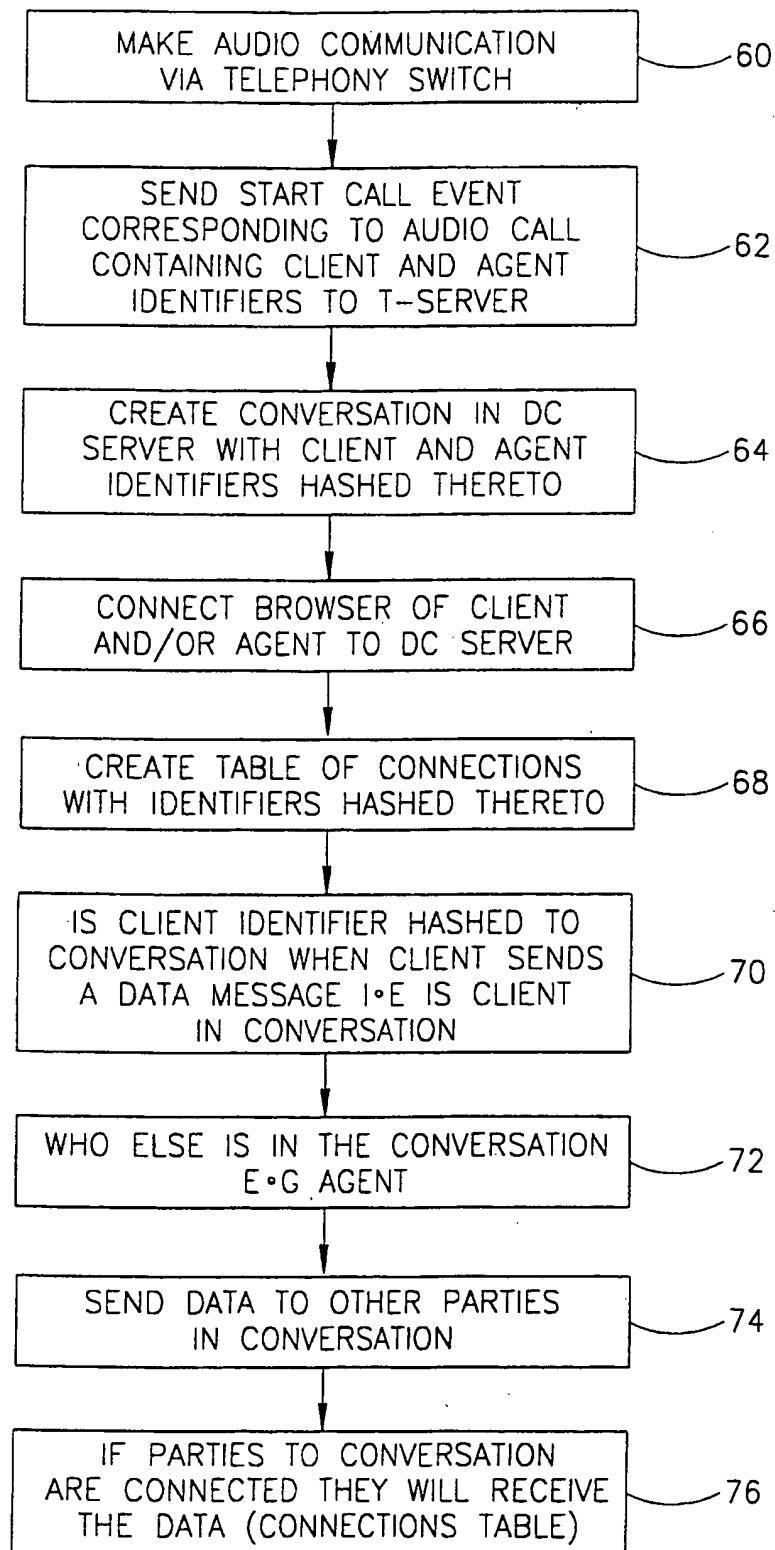 MAKE AUDIO COMMUNICATION
VIA TELEPHONY SWITCH
60
SEND START CALL EVENT
CORRESPONDING TO AUDIO CALL
CONTAINING CLIENT AND AGENT
IDENTIFIERS TO T-SERVER
62
CREATE CONVERSATION IN DC
SERVER WITH CLIENT AND AGENT
IDENTIFIERS HASHED THERETO
64
CONNECT BROWSER OF CLIENT
AND/OR AGENT TO DC SERVER
66
CREATE TABLE OF CONNECTIONS
WITH IDENTIFIERS HASHED THERETO
68
IS CLIENT IDENTIFIER HASHED TO
CONVERSATION WHEN CLIENT SENDS
A DATA MESSAGE I•E IS CLIENT
IN CONVERSATION
70
WHO ELSE IS IN THE CONVERSATION
E•G AGENT
72
SEND DATA TO OTHER PARTIES
IN CONVERSATION
74
IF PARTIES TO CONVERSATION
ARE CONNECTED THEY WILL RECEIVE
THE DATA (CONNECTIONS TABLE)
76